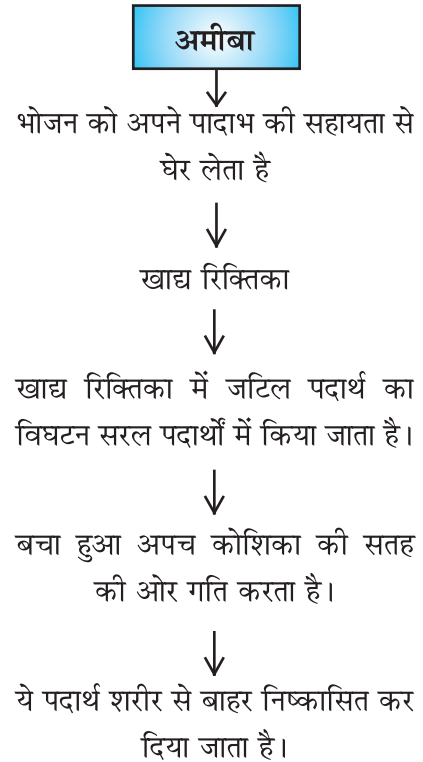 अमीबा
भोजन को अपने पादाभ की सहायता से
घेर लेता है
खाद्य रिक्तिका
खाद्य रिक्तिका में जटिल पदार्थ का
विघटन सरल पदार्थों में किया जाता है।
बचा हुआ अपच कोशिका की सतह
की ओर गति करता है।
ये पदार्थ शरीर से बाहर निष्कासित कर
दिया जाता है।